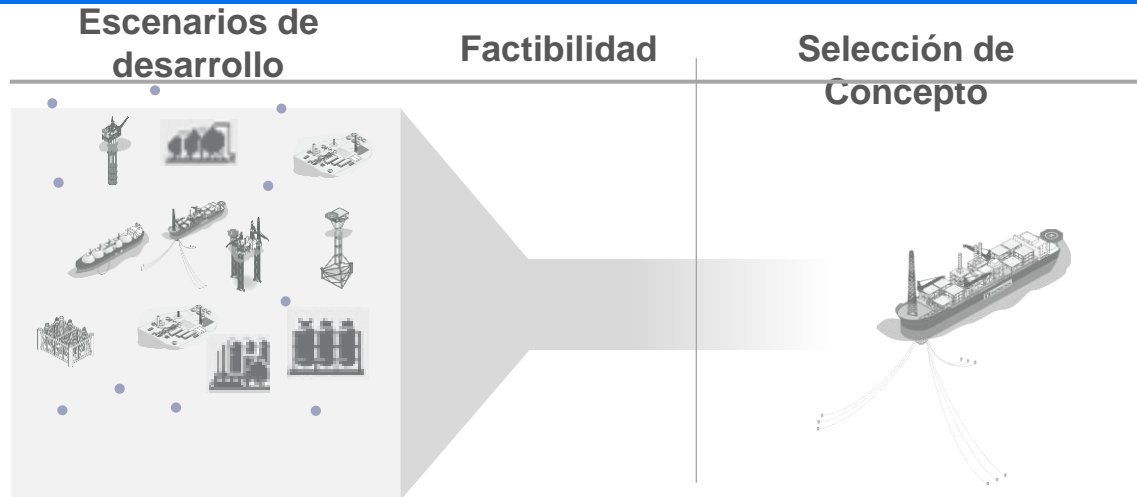 Escenarios de
desarrollo
Factibilidad
Selección de
Concepto